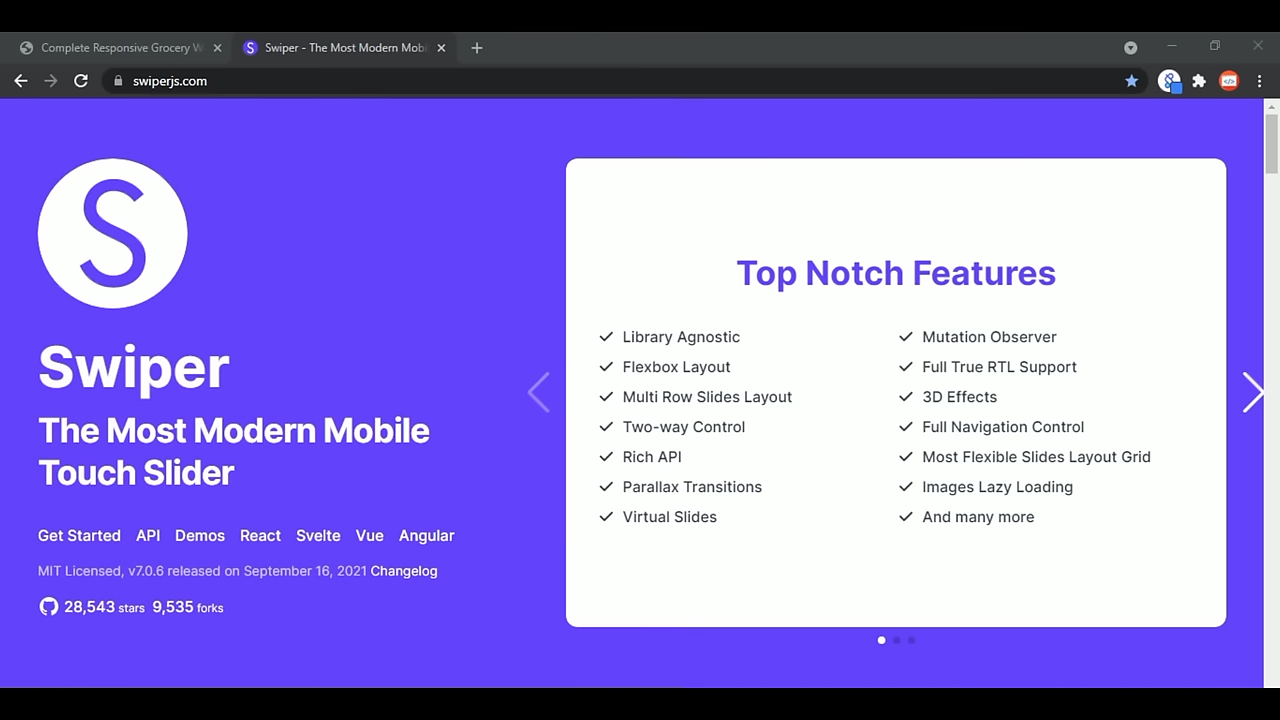 Complete Responsive Grocery W
Swiper - The Most Modern Mobi
swiperjs.com
S
Swiper
The Most Modern Mobile
Touch Slider
Get Started API Demos React Svelte Vue Angular
MIT Licensed, v7.0.6 released on September 16, 2021 Changelog
28,543 stars 9,535 forks
Top Notch Features
Library Agnostic
Flexbox Layout
Multi Row Slides Layout
Two-way Control
Rich API
Parallax Transitions
Virtual Slides
Mutation Observer
Full True RTL Support
3D Effects
Full Navigation Control
Most Flexible Slides Layout Grid
Images Lazy Loading
And many more